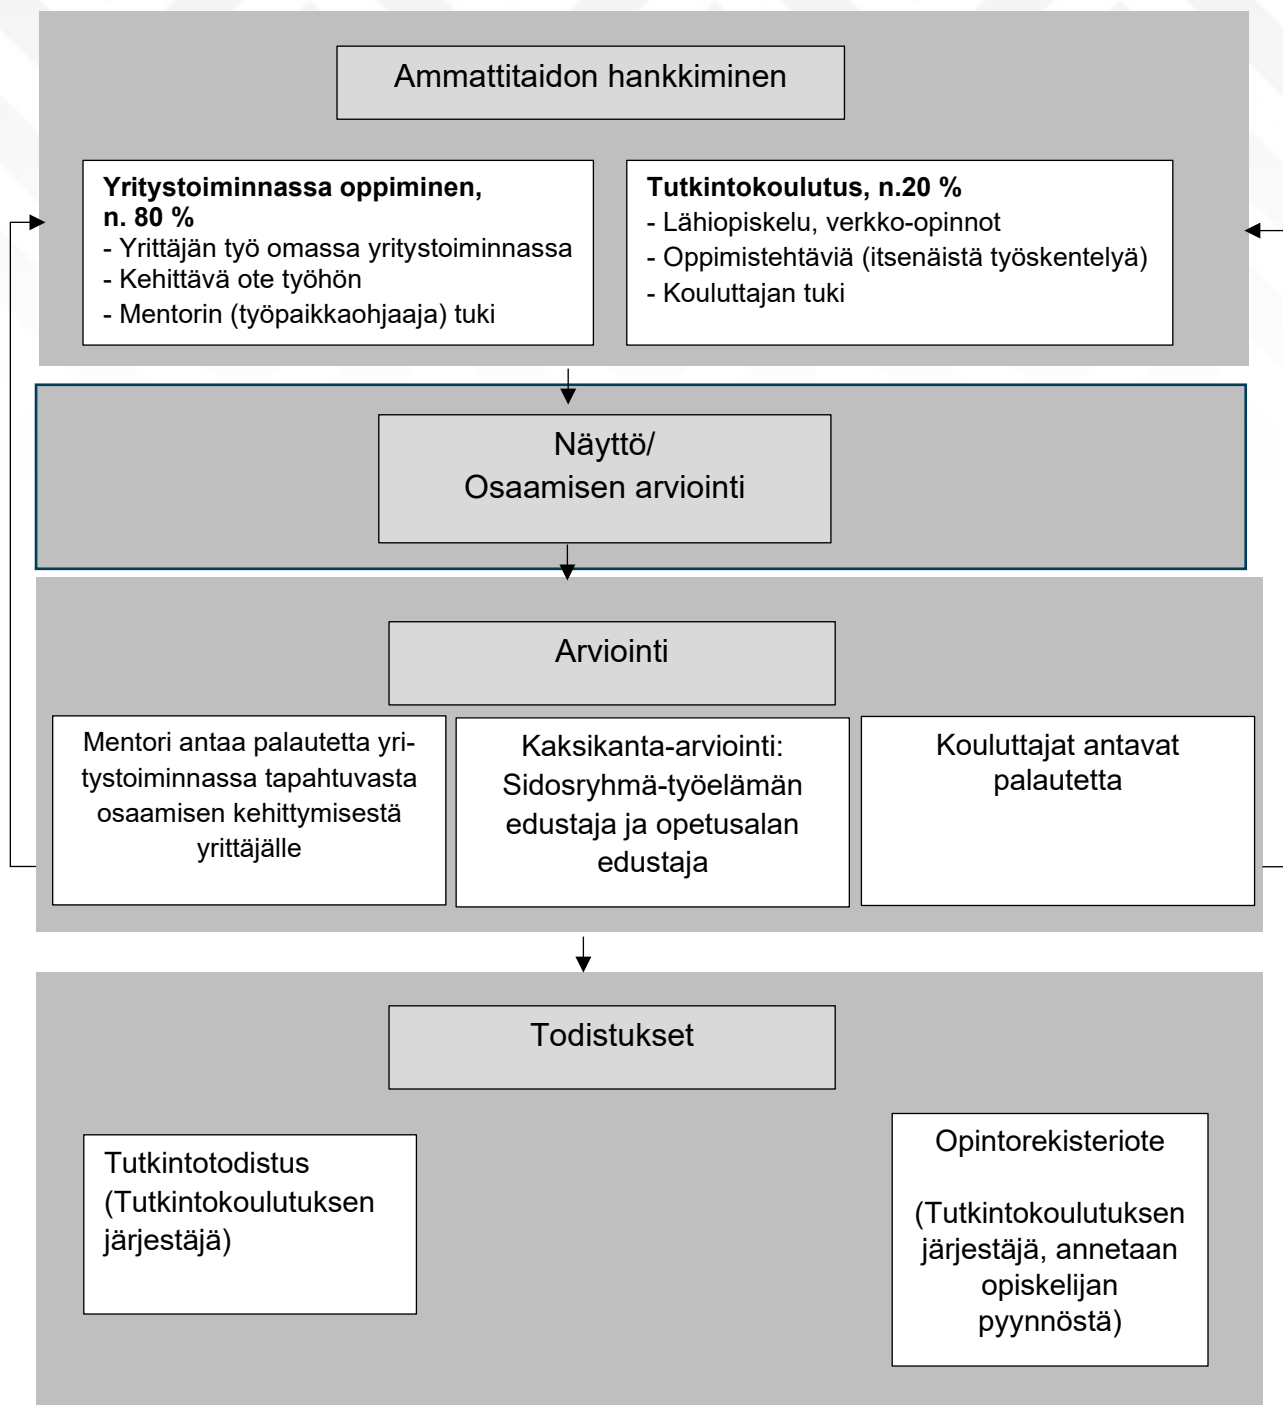 Ammattitaidon hankkiminen
Yritystoiminnassa oppiminen,
n. 80 %
- Yrittäjän työ omassa yritystoiminnassa
- Kehittävä ote työhön
- Mentorin (työpaikkaohjaaja) tuki
Tutkintokoulutus, n.20 %
- Lähiopiskelu, verkko-opinnot
- Oppimistehtäviä (itsenäistä työskentelyä)
- Kouluttajan tuki
Näyttö/
Osaamisen arviointi
Arviointi
Mentori antaa palautetta yri-
tystoiminnassa tapahtuvasta
osaamisen kehittymisestä
yrittäjälle
Kaksikanta-arviointi:
Sidosryhmä-työelämän
edustaja ja opetusalan
edustaja
Kouluttajat antavat
palautetta
Todistukset
Tutkintotodistus
(Tutkintokoulutuksen
järjestäjä)
Opintorekisteriote
(Tutkintokoulutuksen
järjestäjä, annetaan
opiskelijan
pyynnöstä)